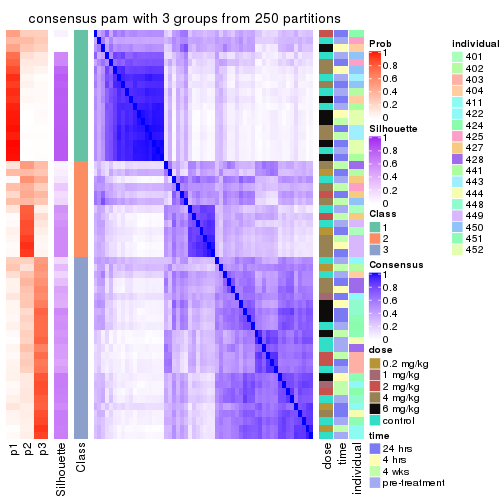 consensus pam with 3 groups from 250 partitions
Prob
1
0.8
0.6
0.4
0.2
0
Silhouette
1
0.8
0.6
0.4
0.2
0
Class
1
2
3
Consensus
1
0.8
0.6
0.4
0.2
0
dose
0.2 mg/kg
1 mg/kg
2 mg/kg
4 mg/kg
6 mg/kg
control
time
24 hrs
4 hrs
4 wks
pre-treatment
individual
401
402
403
404
411
422
424
425
427
428
441
443
444
448
449
450
451
452
p1
p2
p3
Silhouette
Class
dose
time
individual